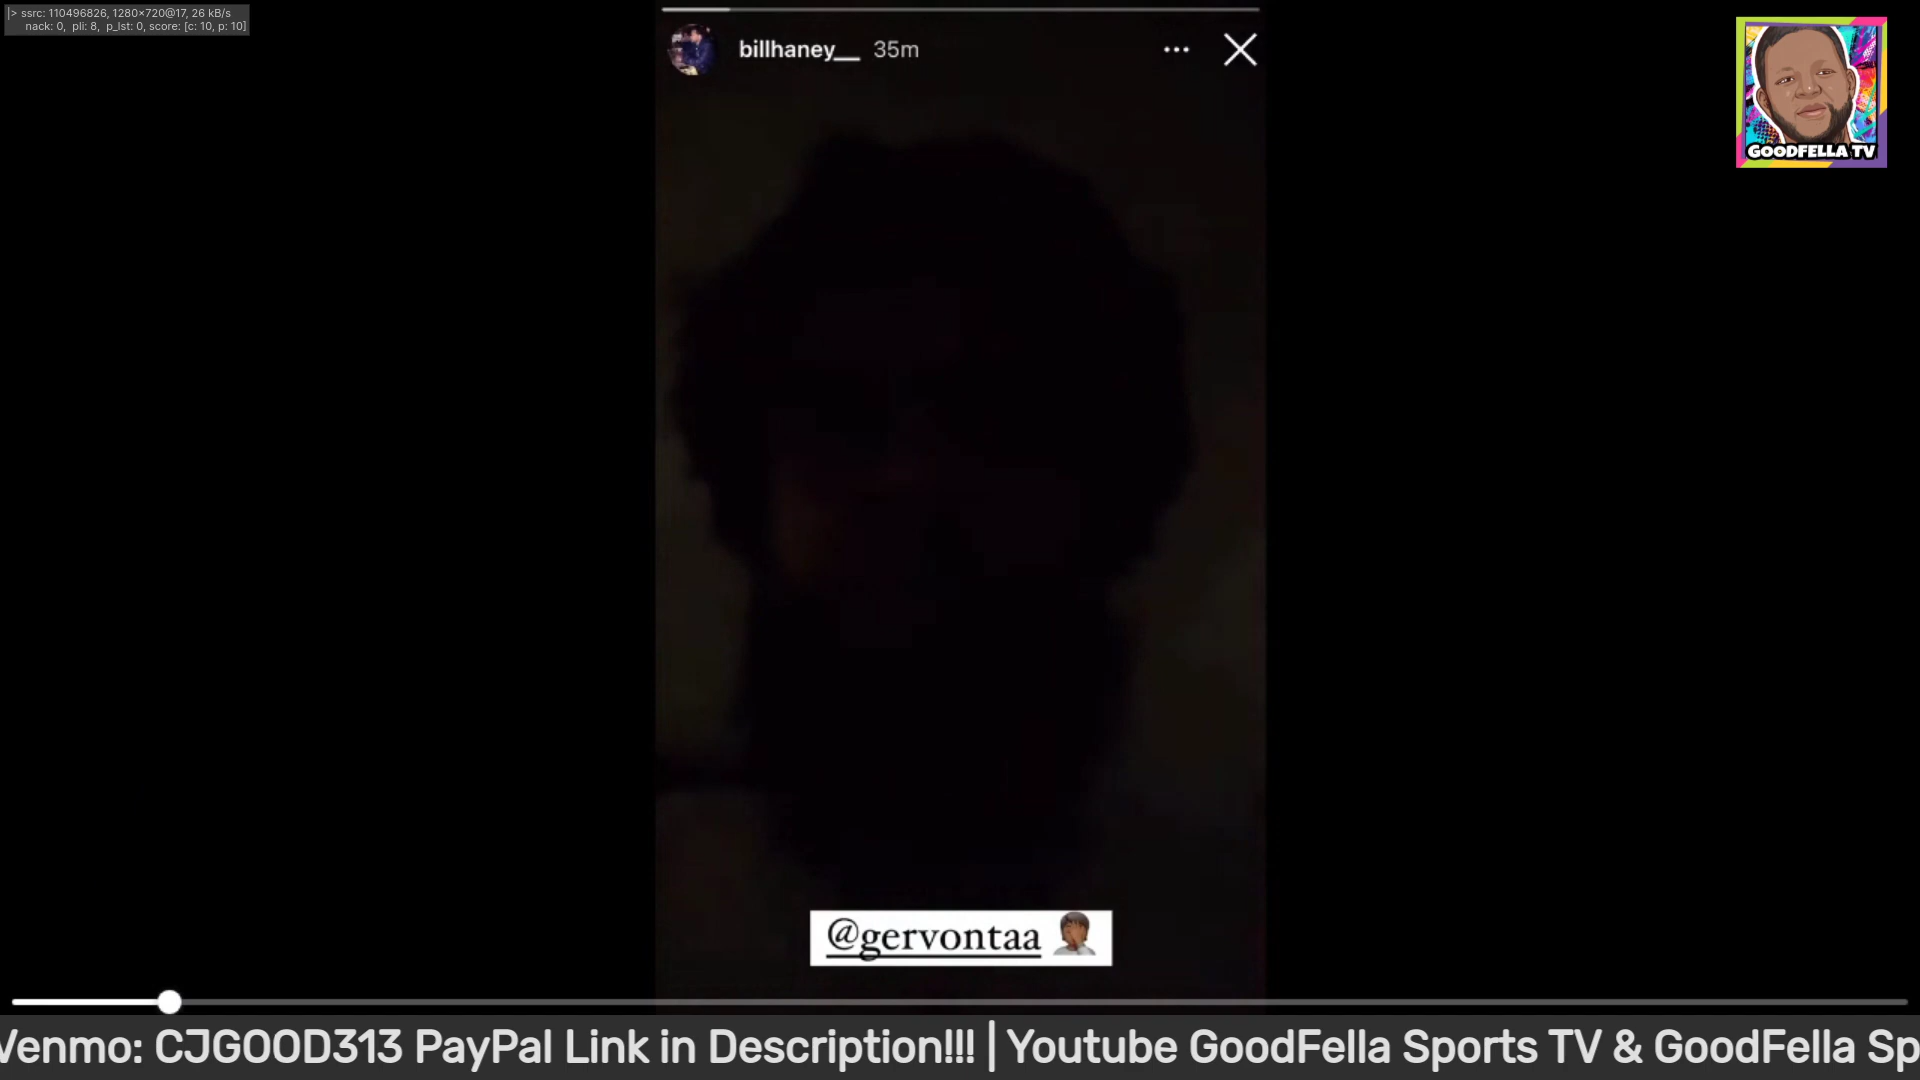 |> ssrc: 110496826, 1280×720@17, 26 kB/s
nack: 0, pli: 8, p_lst: 0, score: [c: 10, p: 10]
billhaney__ 35m
GOODFELLA TV
@gervontaa
Venmo: CJGOOD313 PayPal Link in Description!!! | Youtube GoodFella Sports TV & GoodFella Sp